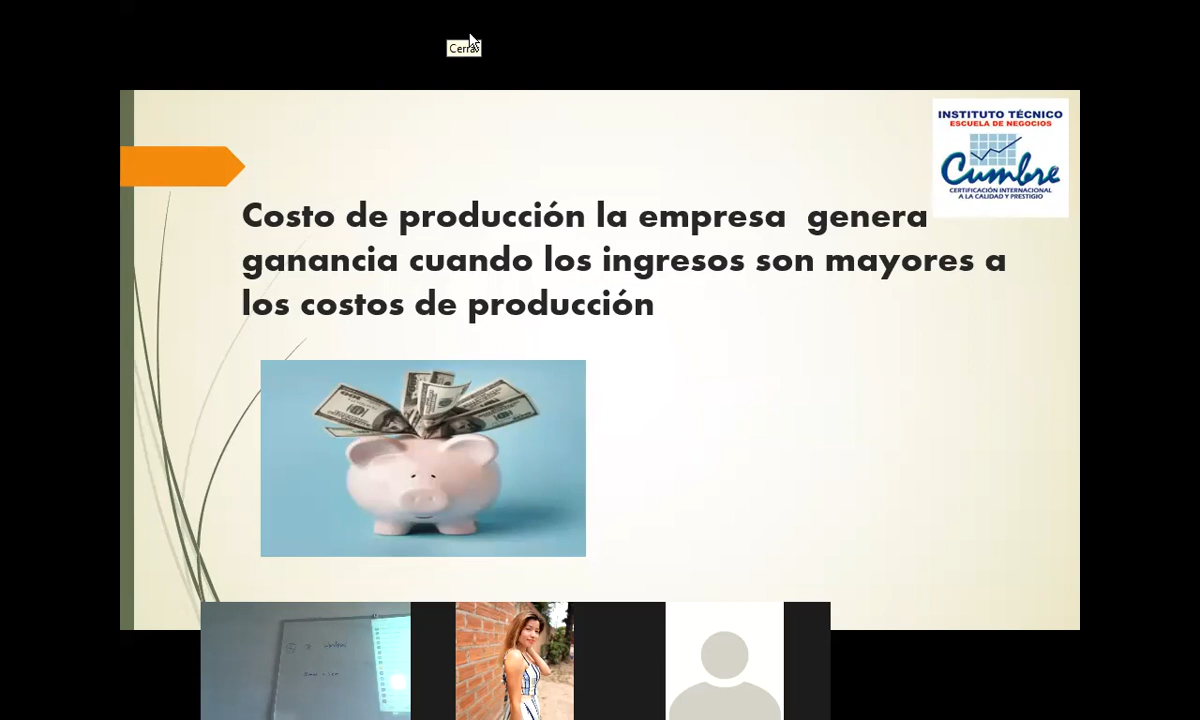 Cerrar
INSTITUTO TÉCNICO
ESCUELA DE NEGOCIOS
Cumbre
CERTIFICACIÓN INTERNACIONAL
A LA CALIDAD Y PRESTIGIO
Costo de producción la empresa genera
ganancia cuando los ingresos son mayores a
los costos de producción